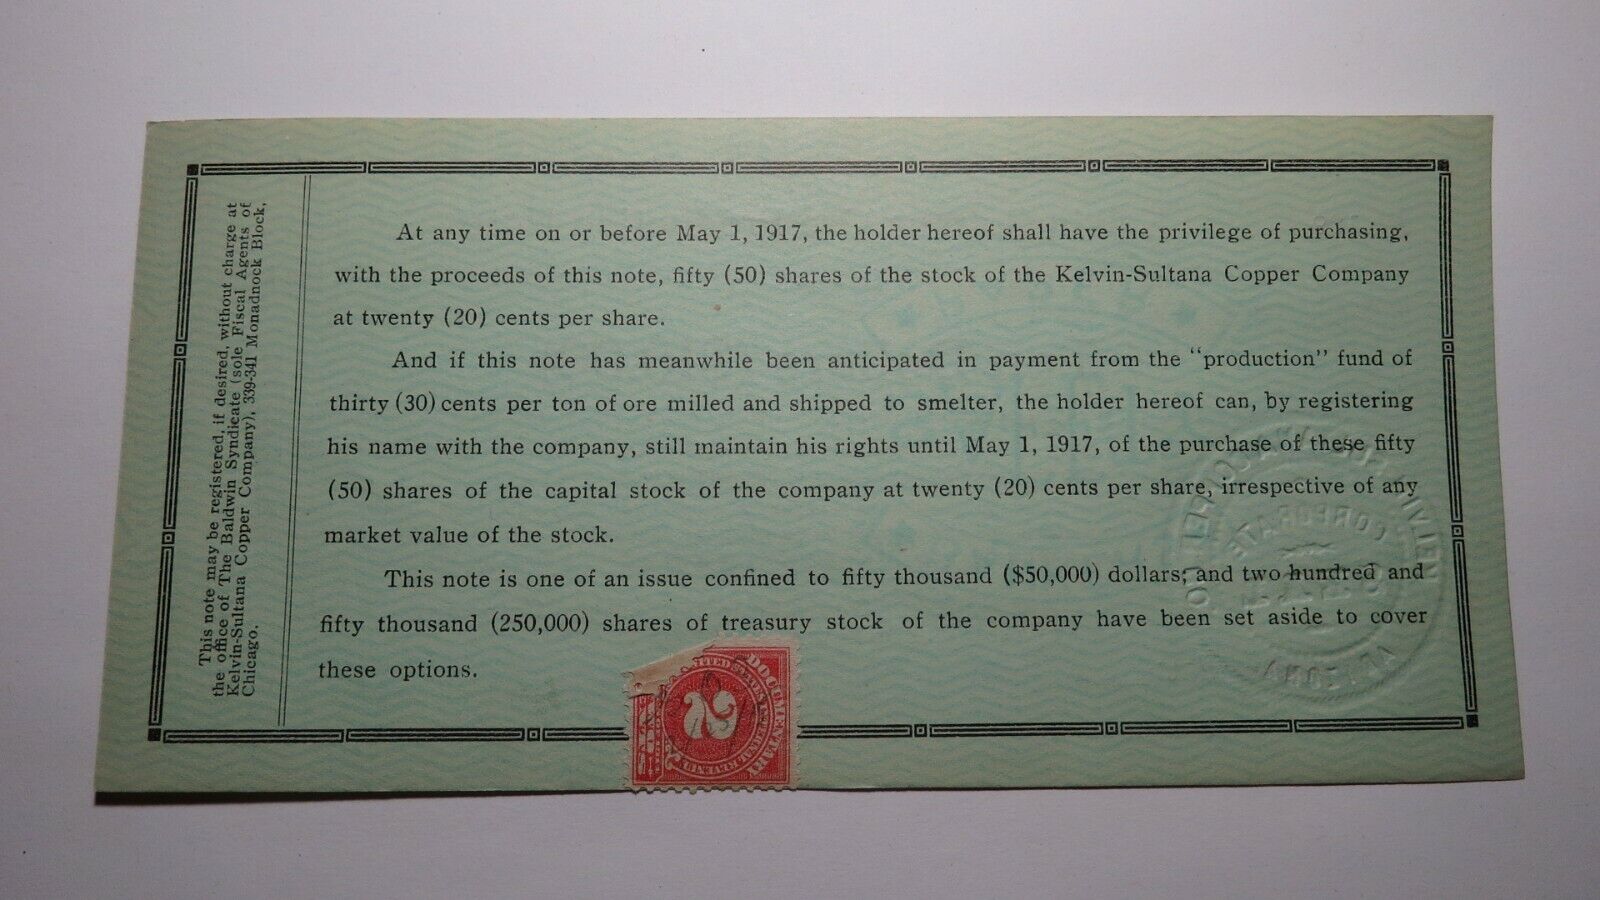 This note may be registered, if desired, without charge at
the office of The Baldwin Syndicate (sole Fiscal Agents of
Kelvin-Sultana Copper Company), 339-341 Monadnock Block,
Chicago.
At any time on or before May 1, 1917, the holder hereof shall have the privilege of purchasing,
with the proceeds of this note, fifty (50) shares of the stock of the Kelvin-Sultana Copper Company
at twenty (20) cents per share.
And if this note has meanwhile been anticipated in payment from the "production" fund of
thirty (30) cents per ton of ore milled and shipped to smelter, the holder hereof can, by registering
his name with the company, still maintain his rights until May 1, 1917, of the purchase of these fifty
(50) shares of the capital stock of the company at twenty (20) cents per share, irrespective of any
market value of the stock.
This note is one of an issue confined to fifty thousand ($50,000) dollars; and two hundred and
fifty thousand (250,000) shares of treasury stock of the company have been set aside to cover
these options.
DOCUMENTARY
2
CORPORATE
ARIZONA